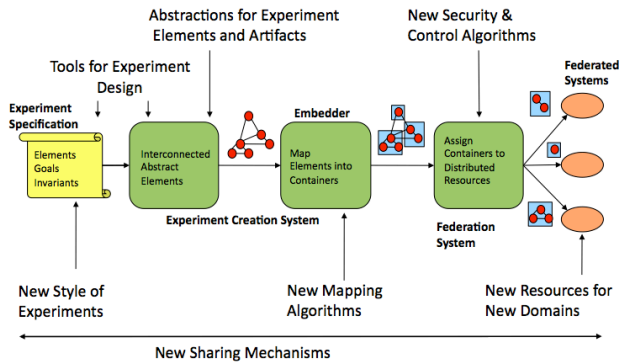 Abstractions for Experiment
Elements and Artifacts
New Security &
Control Algorithms
Tools for Experiment
Design
Federated
Systems
Experiment
Specification
Embedder
Elements
Goals
Invariants
Interconnected
Abstract
Elements
Map
Elements into
Containers
Assign
Containers to
Distributed
Resources
Experiment Creation System
Federation
System
New Style of
Experiments
New Mapping
Algorithms
New Resources for
New Domains
New Sharing Mechanisms